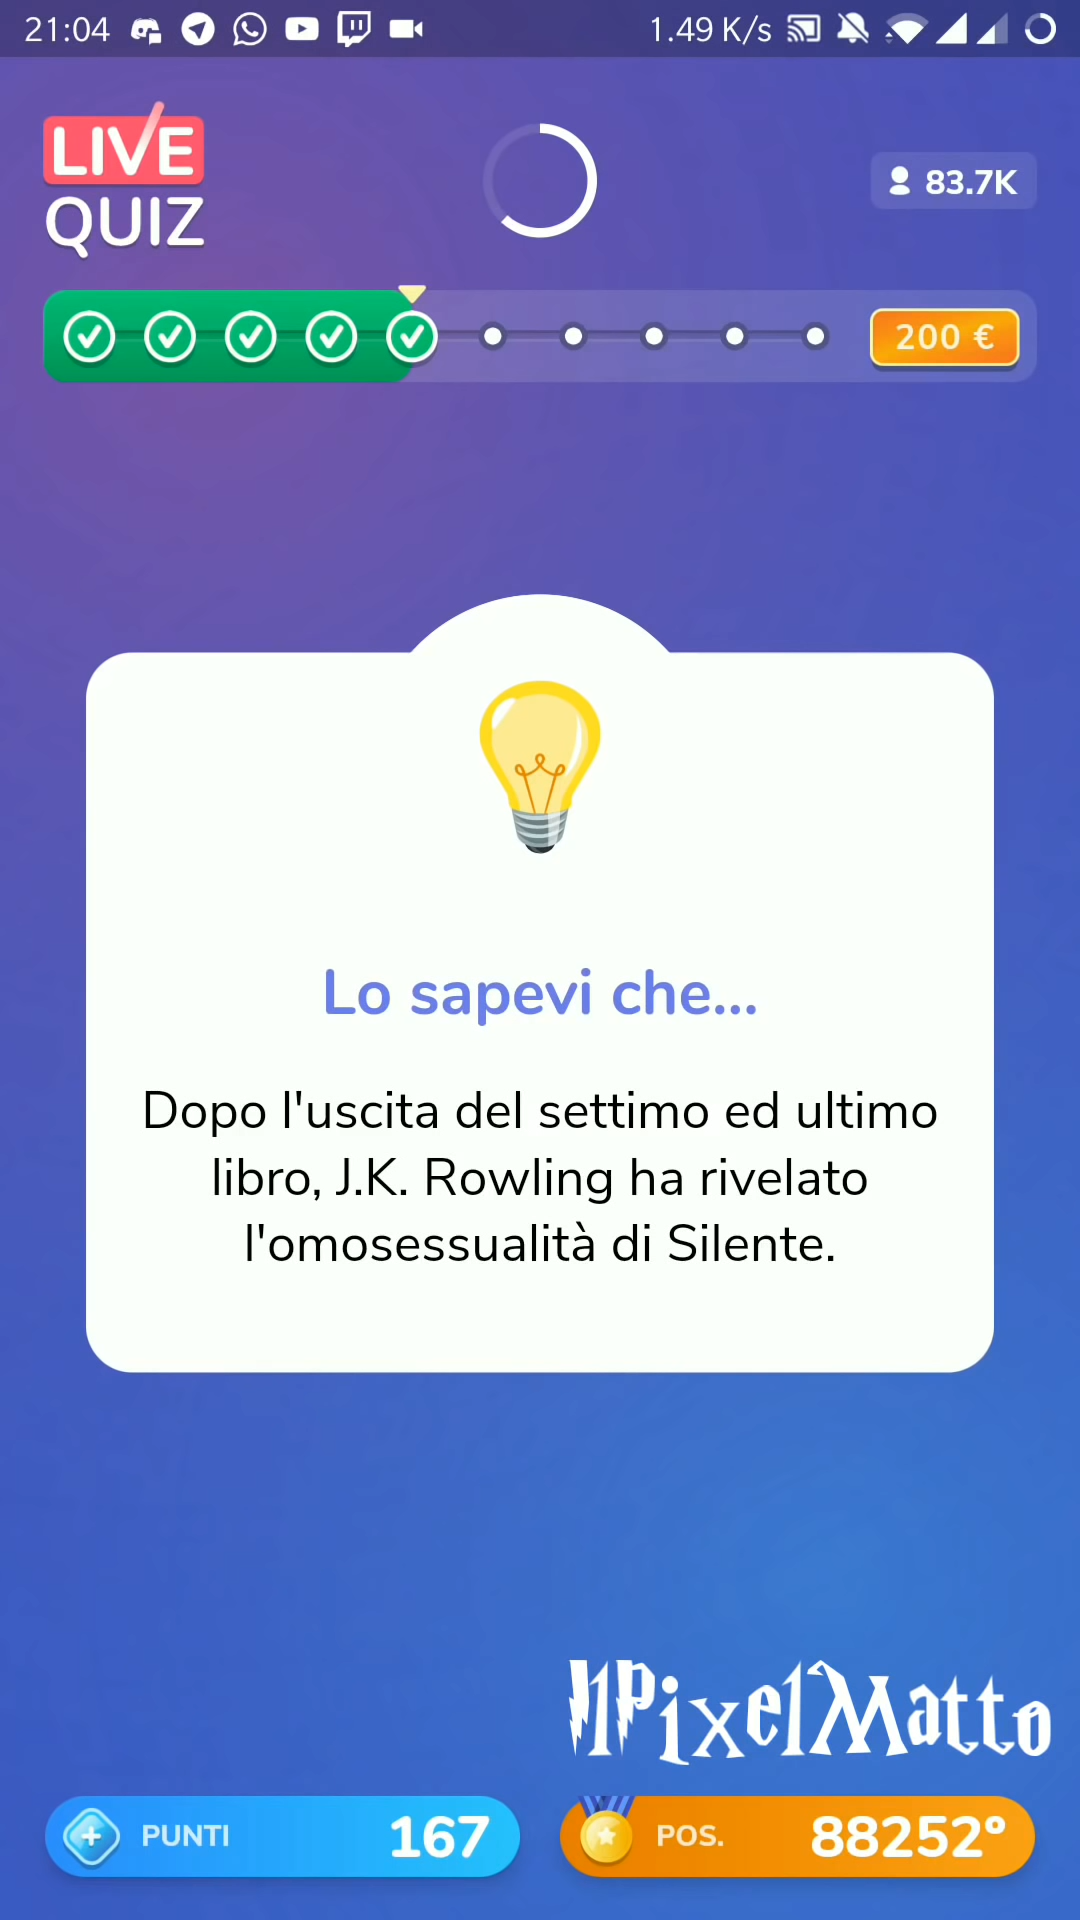 21:04
1.49 K/s
LIVE
QUIZ
83.7K
200 €
Lo sapevi che...
Dopo l'uscita del settimo ed ultimo
libro, J.K. Rowling ha rivelato
l'omosessualità di Silente.
IlPixelMatto
PUNTI 167
POS. 88252°